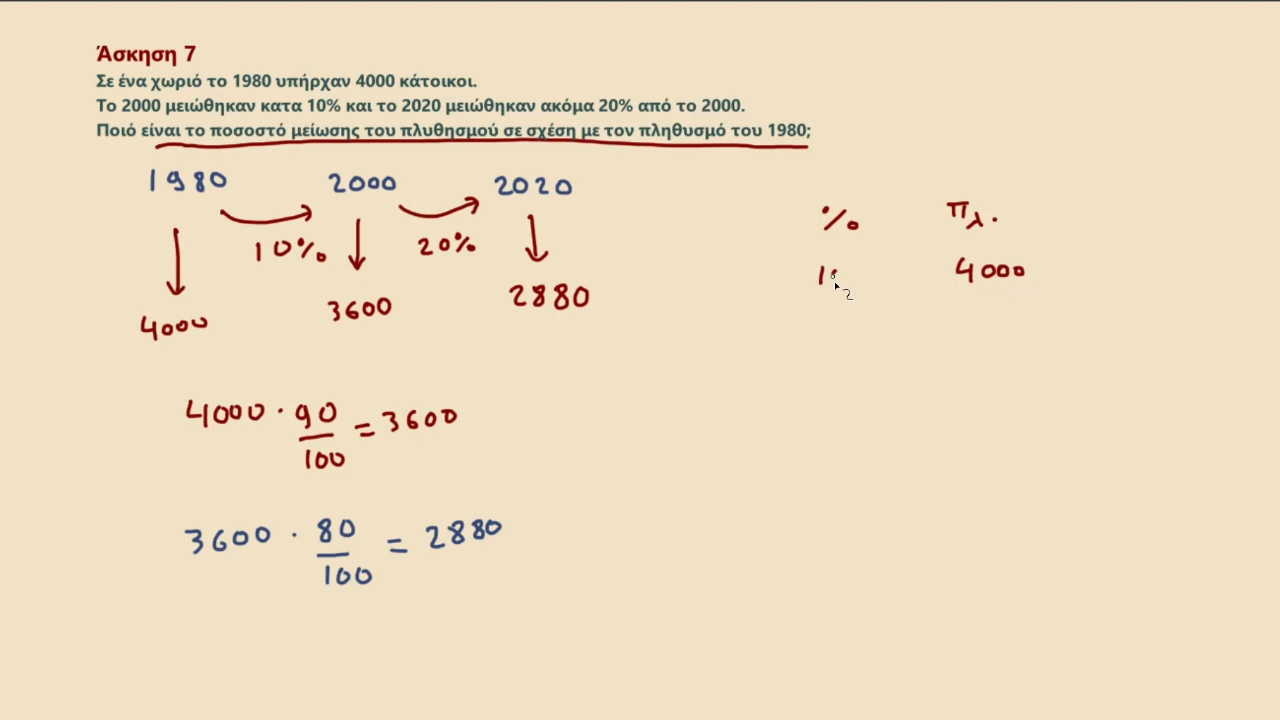 Άσκηση 7
Σε ένα χωριό το 1980 υπήρχαν 4000 κάτοικοι.
Το 2000 μειώθηκαν κατα 10% και το 2020 μειώθηκαν ακόμα 20% από το 2000.
Ποιό είναι το ποσοστό μείωσης του πλυθησμού σε σχέση με τον πληθυσμό του 1980;
1980 2000 2020
10% 20%
4000 3600 2880
% πλ.
4000
4000 · 90/100 = 3600
3600 · 80/100 = 2880